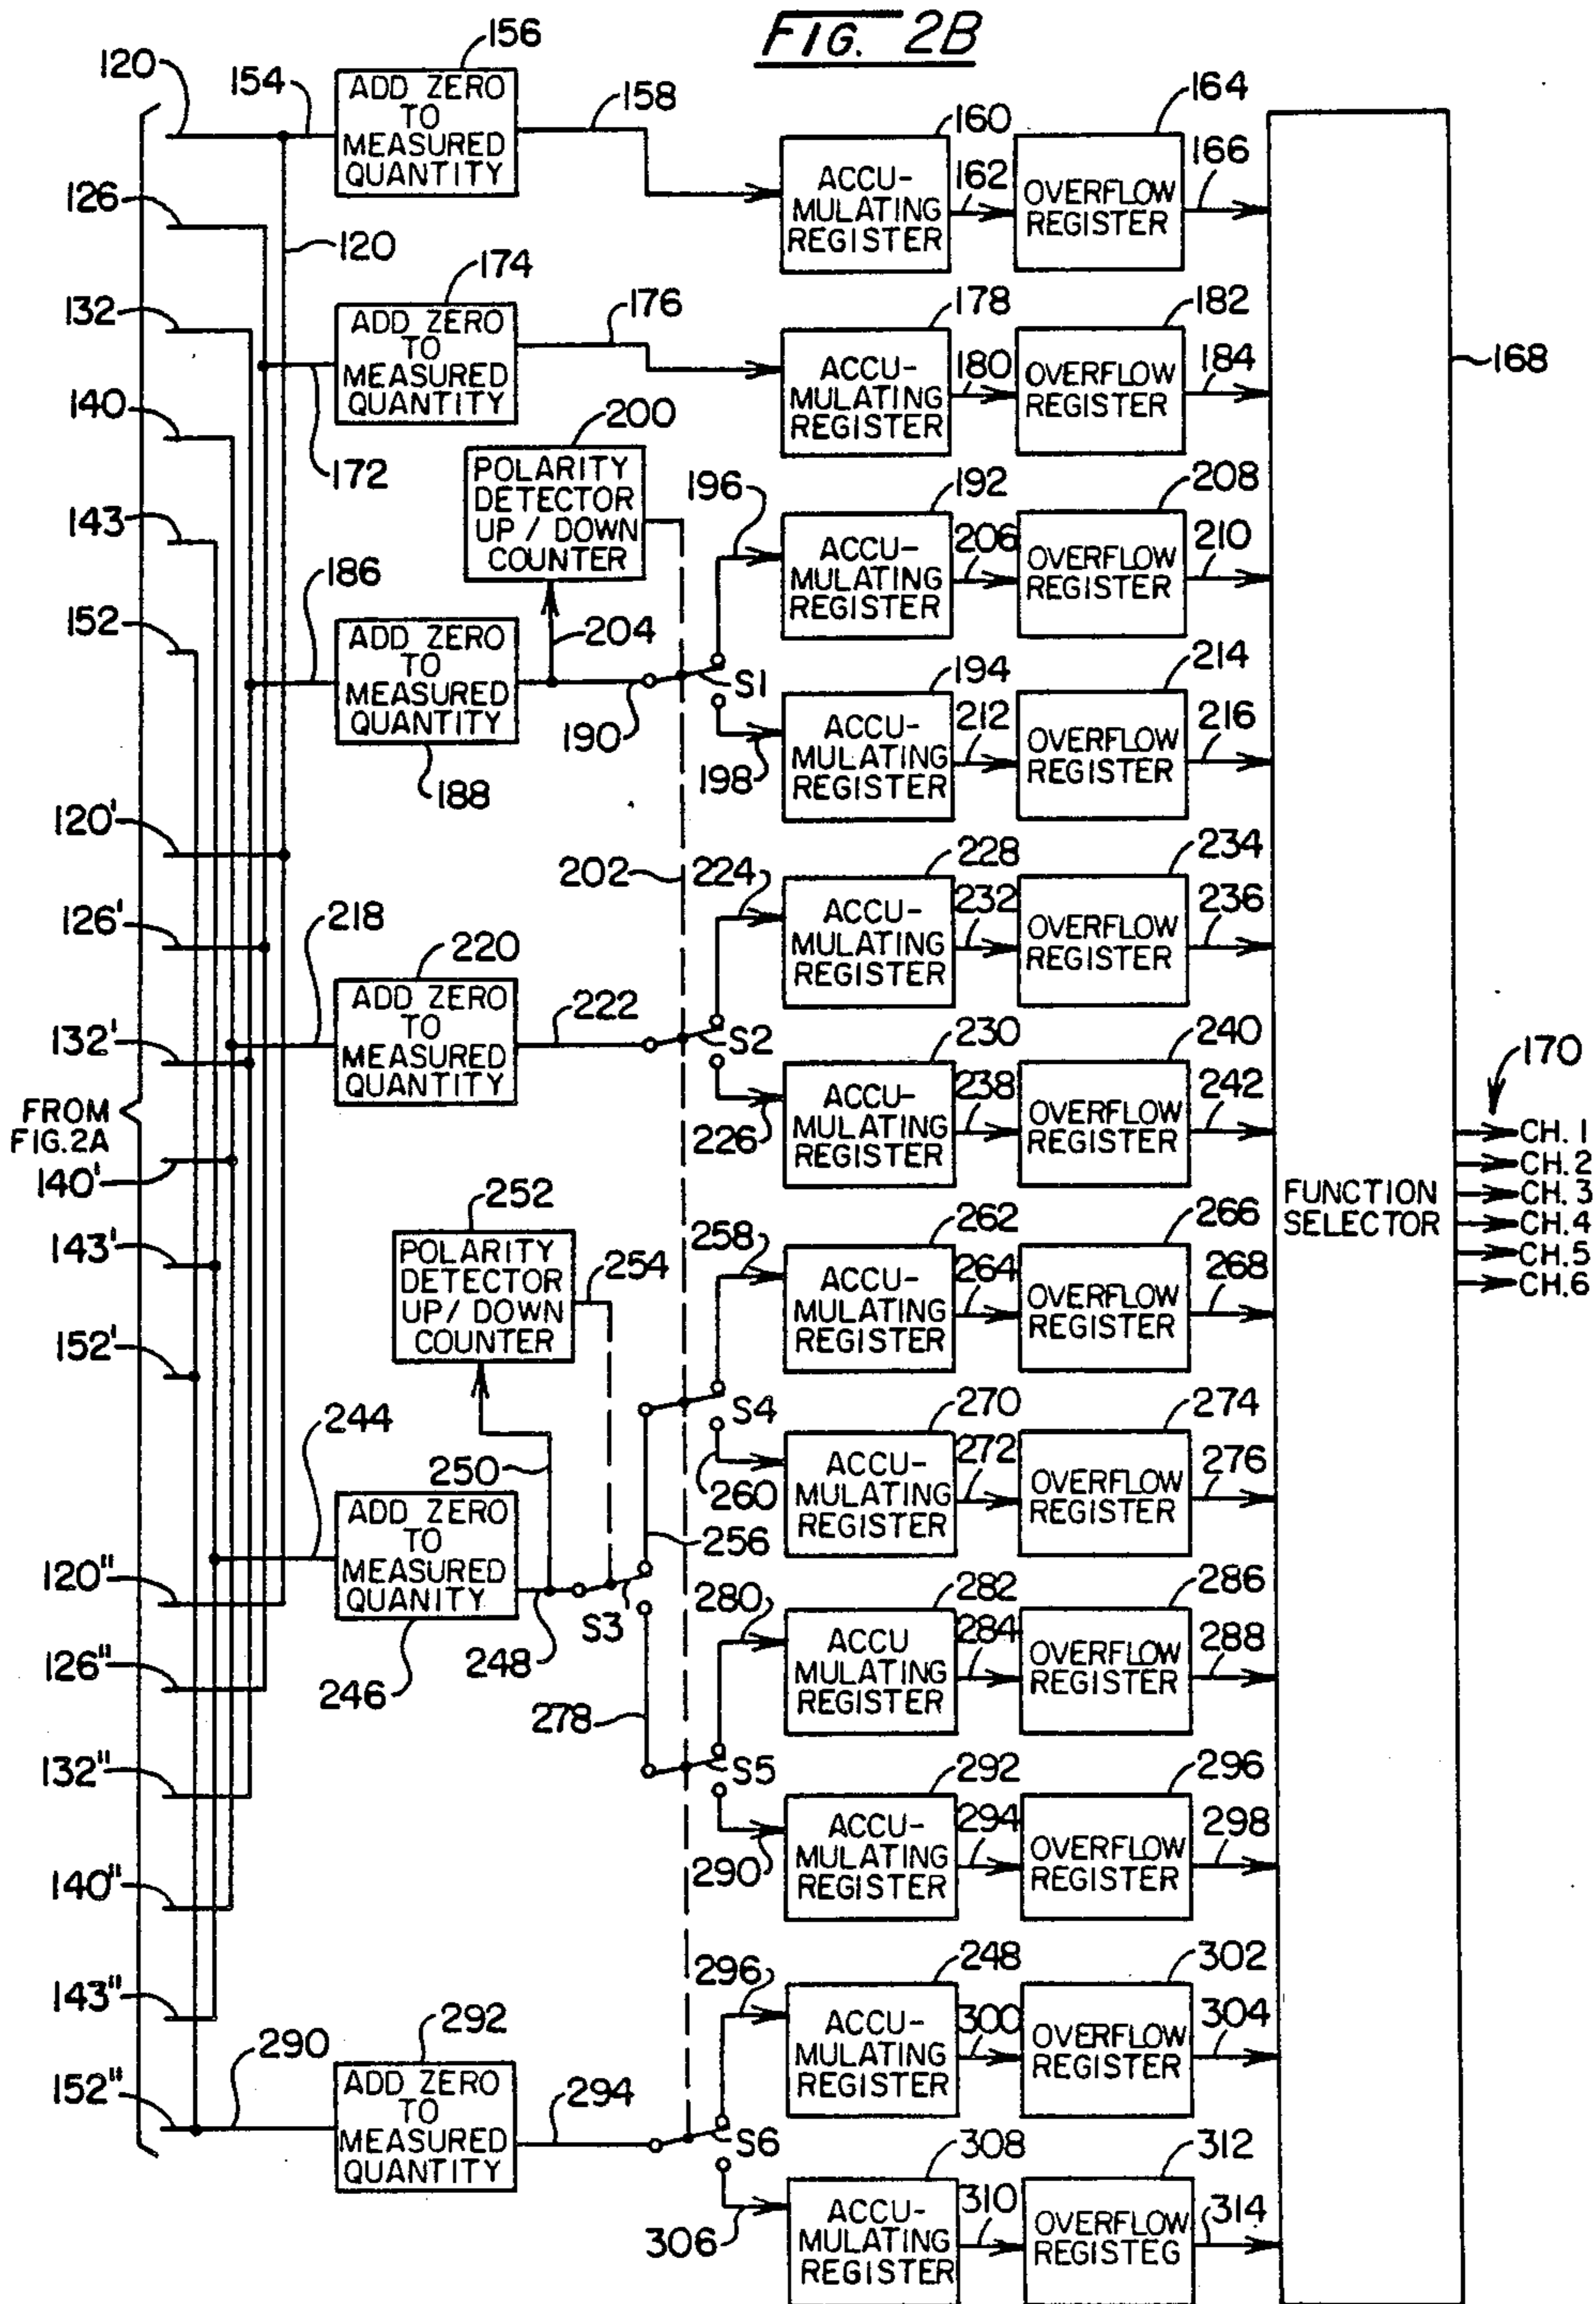 FIG. 2B
156
120
154
ADD ZERO
TO
MEASURED
QUANTITY
158
160
164
ACCU-
MULATING
REGISTER
162
OVERFLOW
REGISTER
166
126
120
174
132
ADD ZERO
TO
MEASURED
QUANTITY
176
178
182
ACCU-
MULATING
REGISTER
180
OVERFLOW
REGISTER
184
168
140
172
200
POLARITY
DETECTOR
UP / DOWN
COUNTER
196
192
208
143
ACCU-
MULATING
REGISTER
206
OVERFLOW
REGISTER
210
186
152
ADD ZERO
TO
MEASURED
QUANTITY
204
190
S1
188
194
214
198
ACCU-
MULATING
REGISTER
212
OVERFLOW
REGISTER
216
120'
202
224
228
234
ACCU-
MULATING
REGISTER
232
OVERFLOW
REGISTER
236
126'
218
220
ADD ZERO
TO
MEASURED
QUANTITY
222
S2
132'
230
240
226
ACCU-
MULATING
REGISTER
238
OVERFLOW
REGISTER
242
170
FROM
FIG.2A
140'
CH. 1
CH.2
CH. 3
CH. 4
CH.5
CH.6
FUNCTION
SELECTOR
252
POLARITY
DETECTOR
UP/ DOWN
COUNTER
254
143'
258
262
266
ACCU-
MULATING
REGISTER
264
OVERFLOW
REGISTER
268
152'
S4
244
250
260
270
274
ACCU-
MULATING
REGISTER
272
OVERFLOW
REGISTER
276
ADD ZERO
TO
MEASURED
QUANITY
256
120"
S3
248
246
280
282
286
ACCU
MULATING
REGISTER
284
OVERFLOW
REGISTER
288
126"
278
132"
S5
292
296
290
ACCU-
MULATING
REGISTER
294
OVERFLOW
REGISTER
298
140"
296
248
302
ACCU-
MULATING
REGISTER
300
OVERFLOW
REGISTER
304
143"
292
290
152"
ADD ZERO
TO
MEASURED
QUANTITY
294
S6
306
308
312
ACCU-
MULATING
REGISTER
310
OVERFLOW
REGISTEG
314